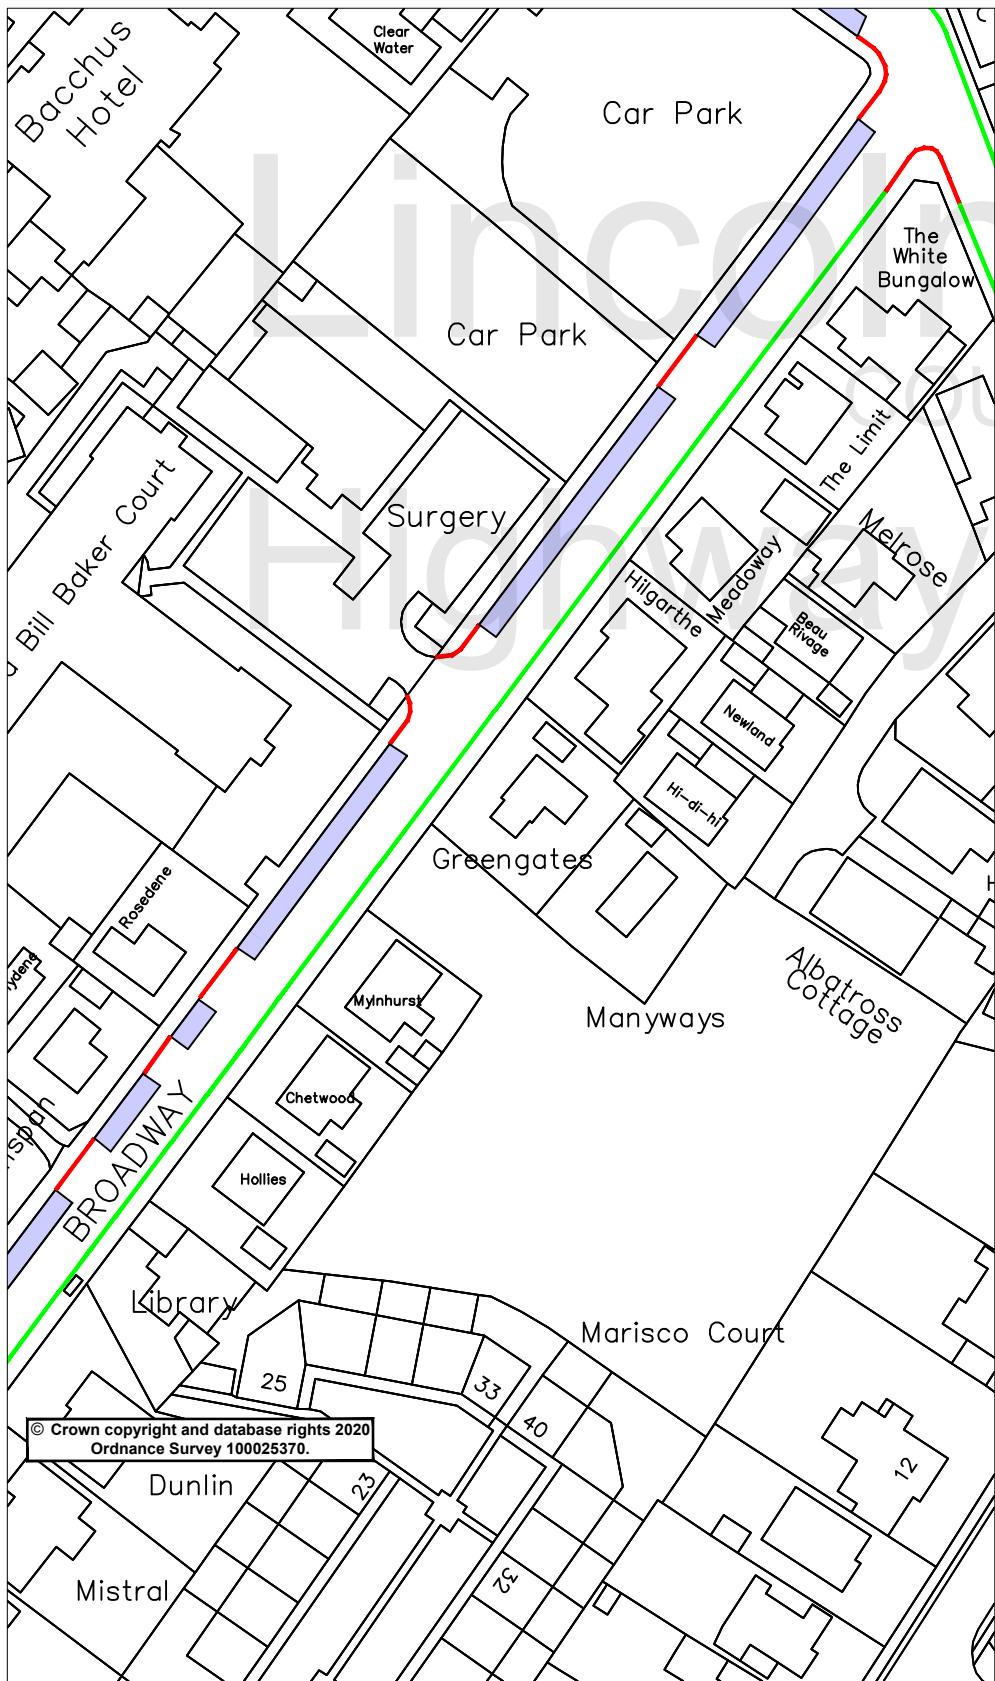 Clear
Water
Bacchus
Hotel
Car Park
Lincoln
The
White
Bungalow
Car Park
cou
The Limit
Surgery
Highway
Melrose
Bill Baker Court
Meadoway
Hilgarthe
Beau
Rivage
Newland
Hi-di-hi
Greengates
Rosedene
ydene
Albatross
Cottage
Mylnhurst
Manyways
Chetwood
BROADWAY
span
Hollies
Library
Marisco Court
25
33
40
© Crown copyright and database rights 2020
Ordnance Survey 100025370.
12
Dunlin
23
32
Mistral